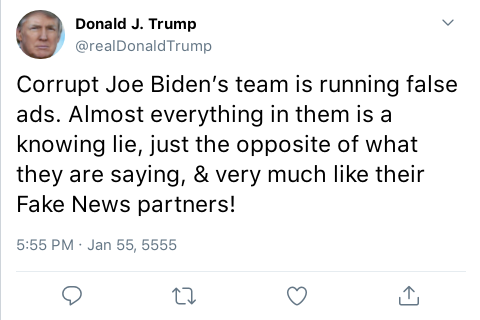 Donald J. Trump
@realDonaldTrump
Corrupt Joe Biden’s team is running false
ads. Almost everything in them is a
knowing lie, just the opposite of what
they are saying, & very much like their
Fake News partners!
5:55 PM · Jan 55, 5555